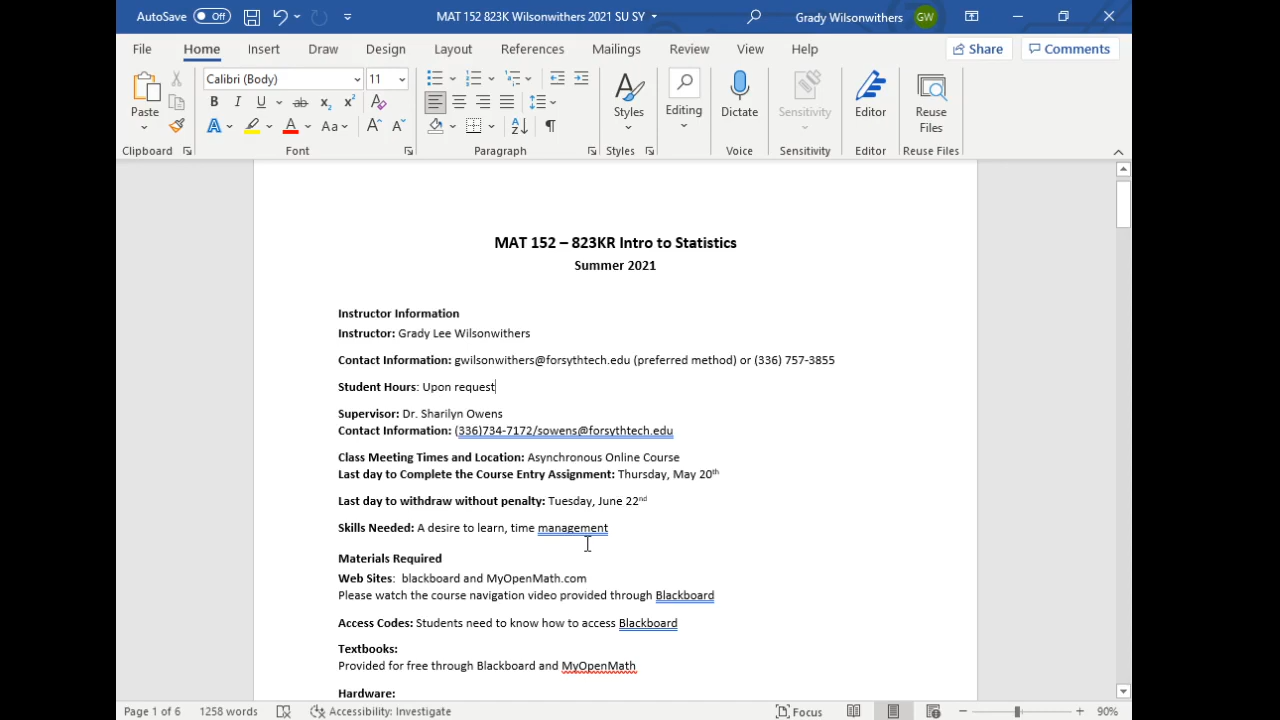 AutoSave Off MAT 152 823K Wilsonwithers 2021 SU SY Grady Wilsonwithers GW
File Home Insert Draw Design Layout References Mailings Review View Help Share Comments
Calibri (Body) 11
Paste Styles Editing Dictate Sensitivity Editor Reuse Files
B I U ab x₂ x² A
A A Aa A A
Clipboard Font Paragraph Styles Voice Sensitivity Editor Reuse Files
MAT 152 – 823KR Intro to Statistics
Summer 2021
Instructor Information
Instructor: Grady Lee Wilsonwithers
Contact Information: gwilsonwithers@forsythtech.edu (preferred method) or (336) 757-3855
Student Hours: Upon request
Supervisor: Dr. Sharilyn Owens
Contact Information: (336)734-7172/sowens@forsythtech.edu
Class Meeting Times and Location: Asynchronous Online Course
Last day to Complete the Course Entry Assignment: Thursday, May 20th
Last day to withdraw without penalty: Tuesday, June 22nd
Skills Needed: A desire to learn, time management
Materials Required
Web Sites: blackboard and MyOpenMath.com
Please watch the course navigation video provided through Blackboard
Access Codes: Students need to know how to access Blackboard
Textbooks:
Provided for free through Blackboard and MyOpenMath
Hardware:
Page 1 of 6 1258 words Accessibility: Investigate Focus 90%